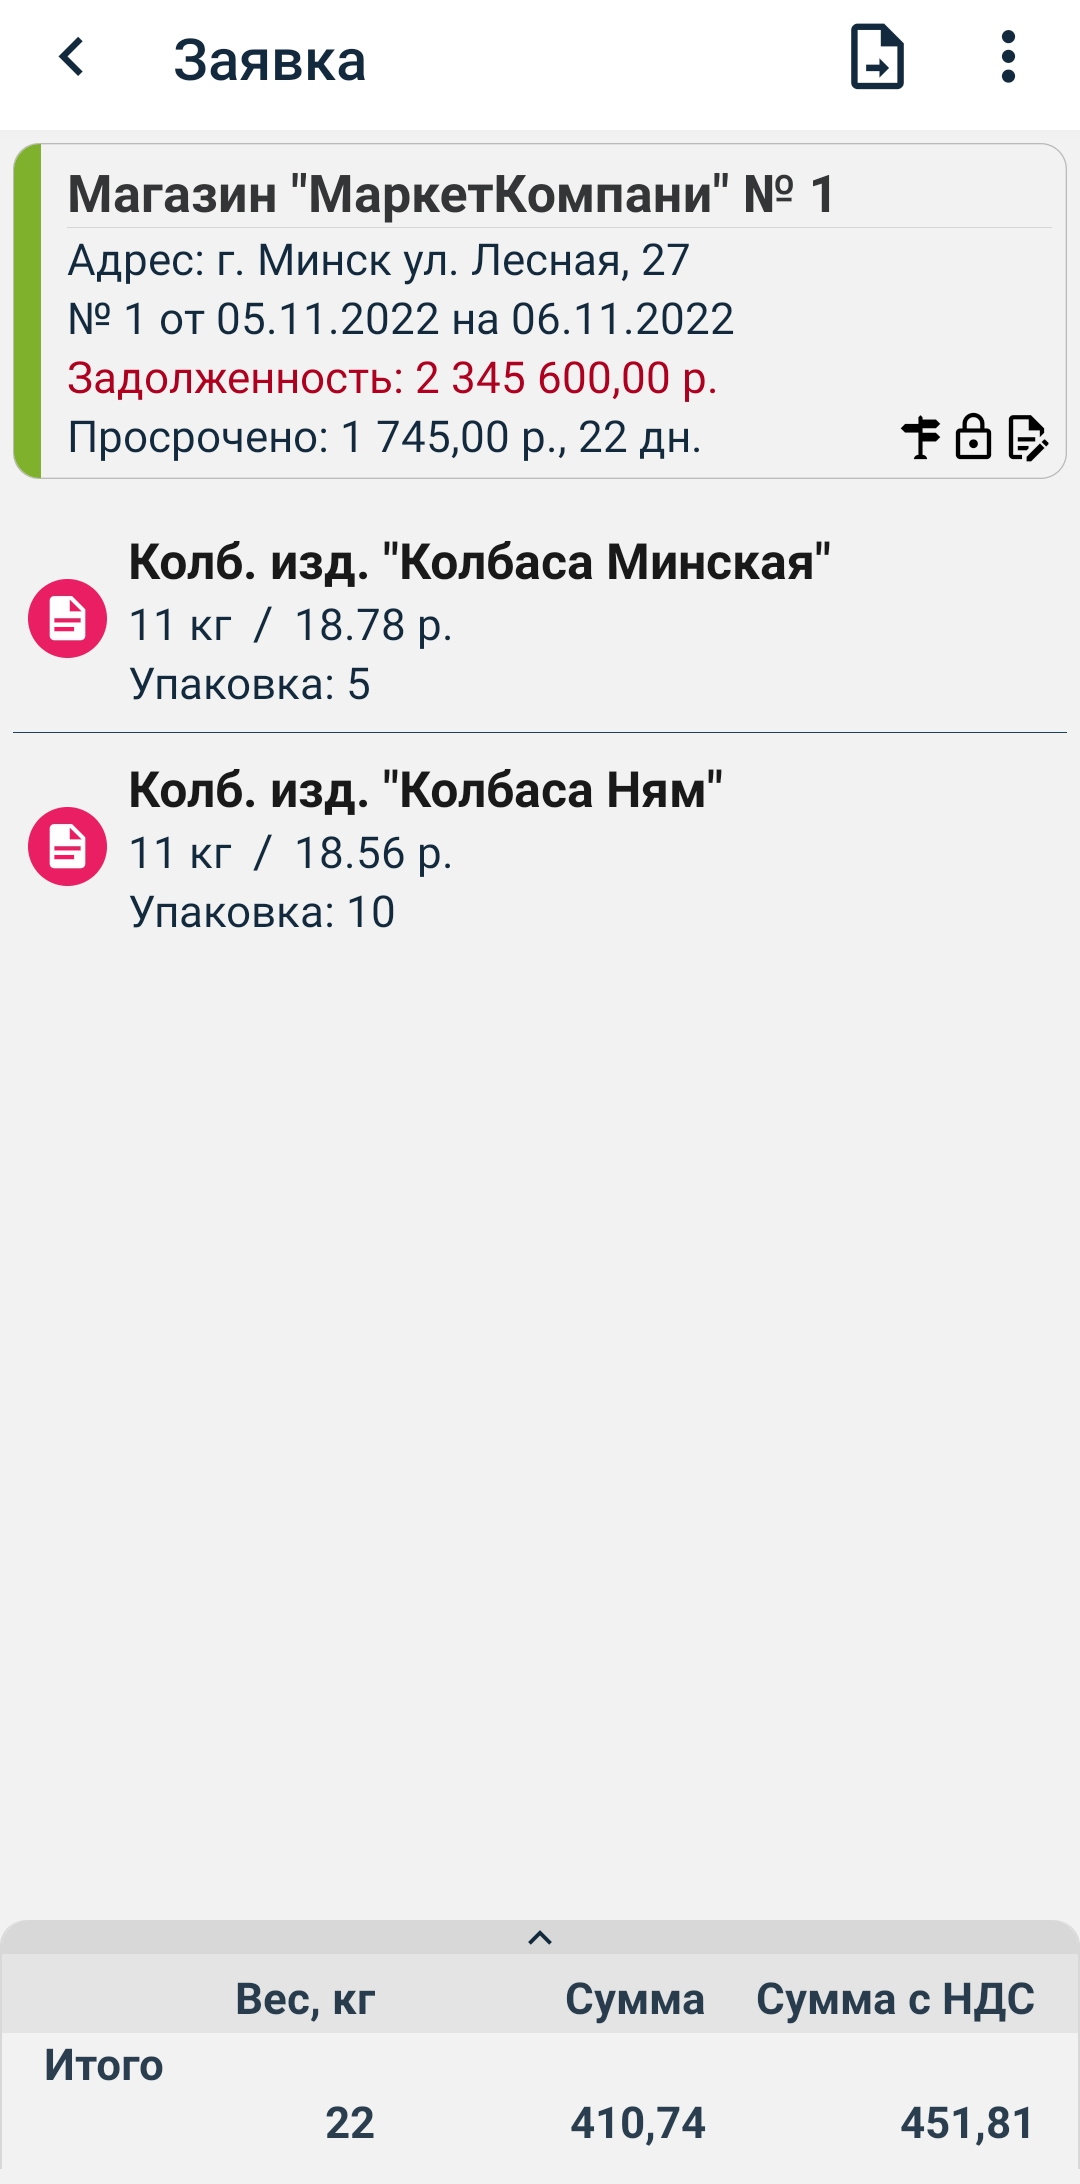 Заявка
Магазин "МаркетКомпани" № 1
Адрес: г. Минск ул. Лесная, 27
№ 1 от 05.11.2022 на 06.11.2022
Задолженность: 2 345 600,00 р.
Просрочено: 1 745,00 р., 22 дн.
Колб. изд. "Колбаса Минская"
11 кг / 18.78 р.
Упаковка: 5
Колб. изд. "Колбаса Ням"
11 кг / 18.56 р.
Упаковка: 10
Вес, кг Сумма Сумма с НДС
Итого
22 410,74 451,81